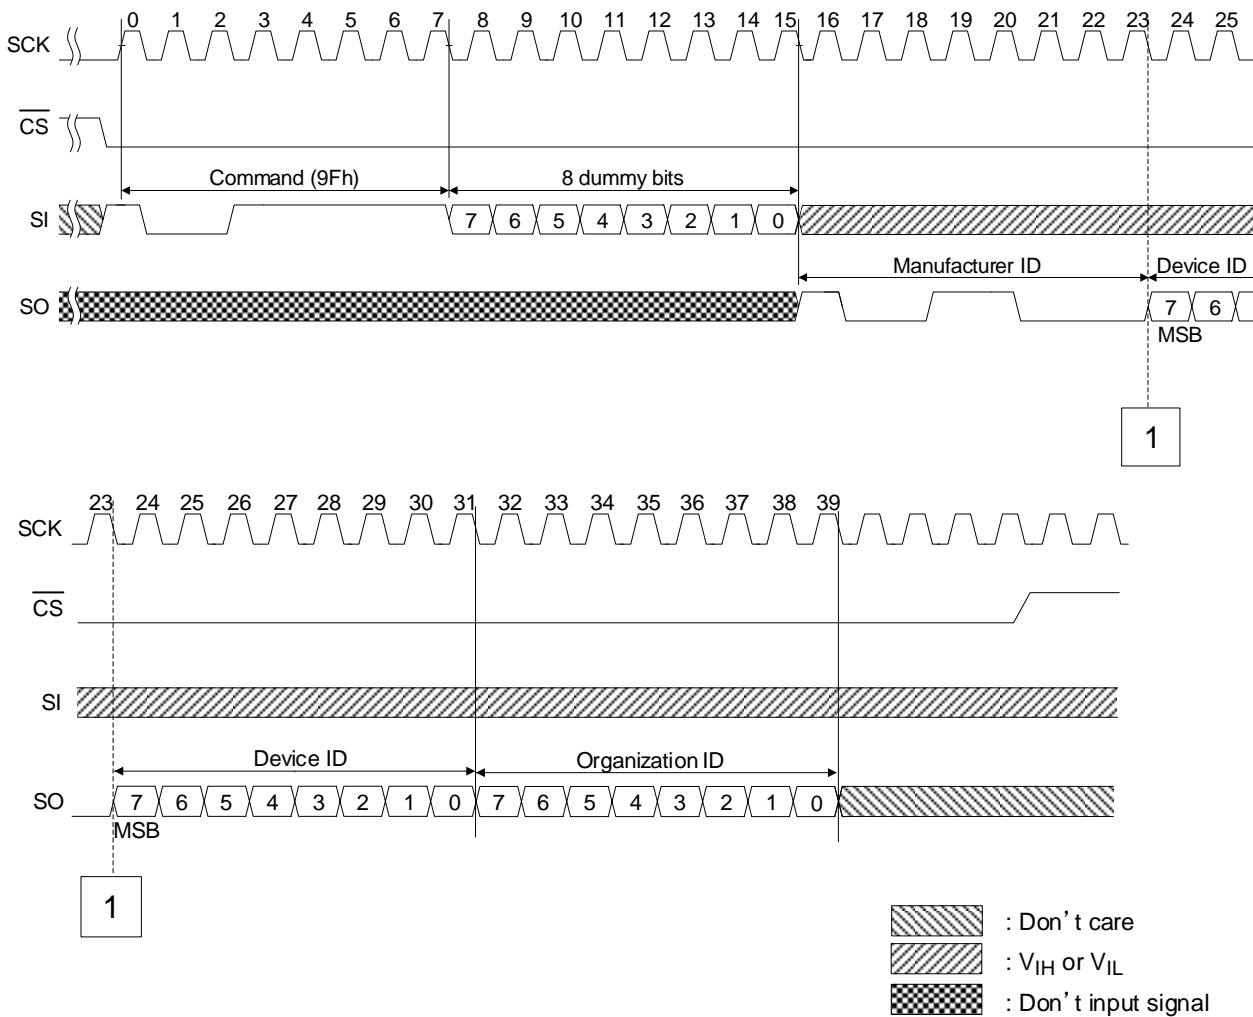 0 1 2 3 4 5 6 7 8 9 10 11 12 13 14 15 16 17 18 19 20 21 22 23 24 25
SCK
CS
Command (9Fh) 8 dummy bits
SI 7 6 5 4 3 2 1 0
Manufacturer ID Device ID
SO 7 6
MSB
1
23 24 25 26 27 28 29 30 31 32 33 34 35 36 37 38 39
SCK
CS
SI
Device ID Organization ID
SO 7 6 5 4 3 2 1 0 7 6 5 4 3 2 1 0
MSB
1
: Don't care
: VIH or VIL
: Don't input signal